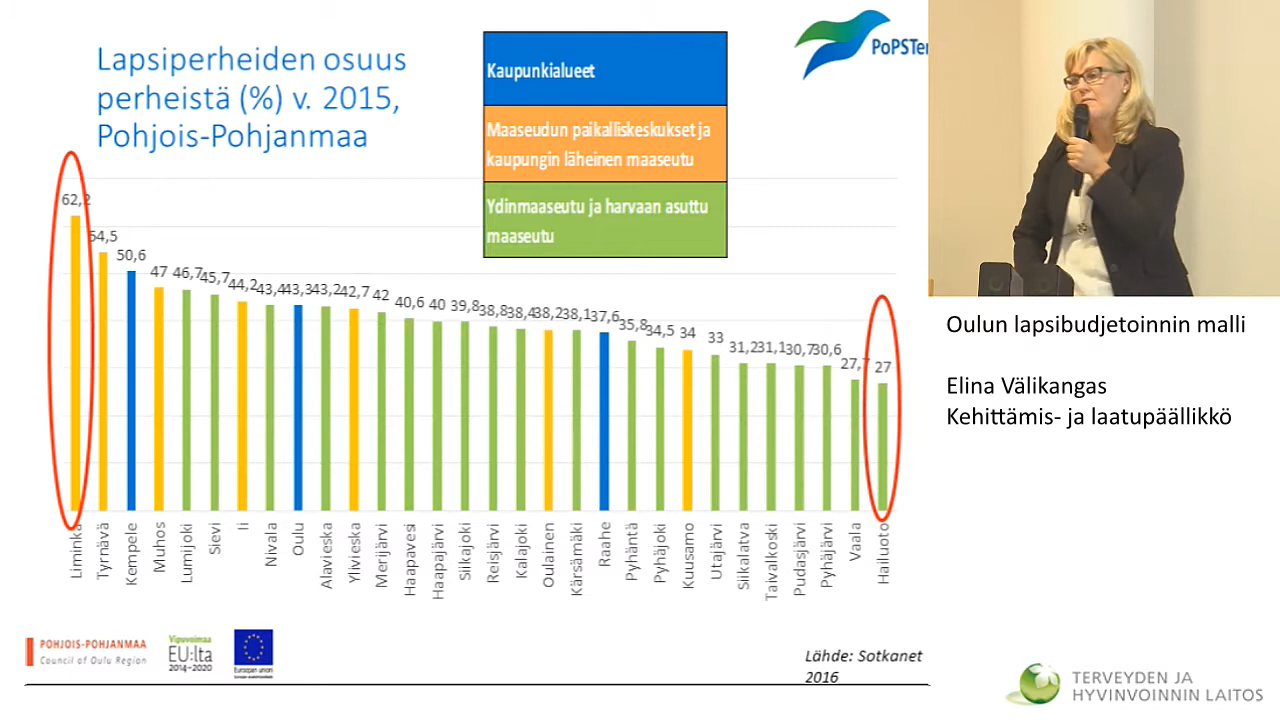 Lapsiperheiden osuus
perheistä (%) v. 2015,
Pohjois-Pohjanmaa
Kaupunkialueet
Maaseudun paikalliskeskukset ja
kaupungin läheinen maaseutu
Ydinmaaseutu ja harvaan asuttu
maaseutu
PoPSTer
62,2
54,5
50,6
47
46,7
45,7
44,2
43,4
43,3
43,2
42,7
42
40,6
40
39,8
38,8
38,4
38,2
38,1
37,6
35,8
34,5
34
33
31,2
31,1
30,7
30,6
27,7
27
Liminka
Tyrnävä
Kempele
Muhos
Lumijoki
Sievi
Ii
Nivala
Oulu
Alavieska
Ylivieska
Merijärvi
Haapavesi
Haapajärvi
Siikajoki
Reisjärvi
Kalajoki
Oulainen
Kärsämäki
Raahe
Pyhäntä
Pyhäjoki
Kuusamo
Utajärvi
Siikalatva
Taivalkoski
Pudasjärvi
Pyhäjärvi
Vaala
Hailuoto
POHJOIS-POHJANMAA
Council of Oulu Region
Vipuvoimaa
EU:lta
2014–2020
Euroopan unioni
Lähde: Sotkanet
2016
Oulun lapsibudjetoinnin malli
Elina Välikangas
Kehittämis- ja laatupäällikkö
TERVEYDEN JA
HYVINVOINNIN LAITOS